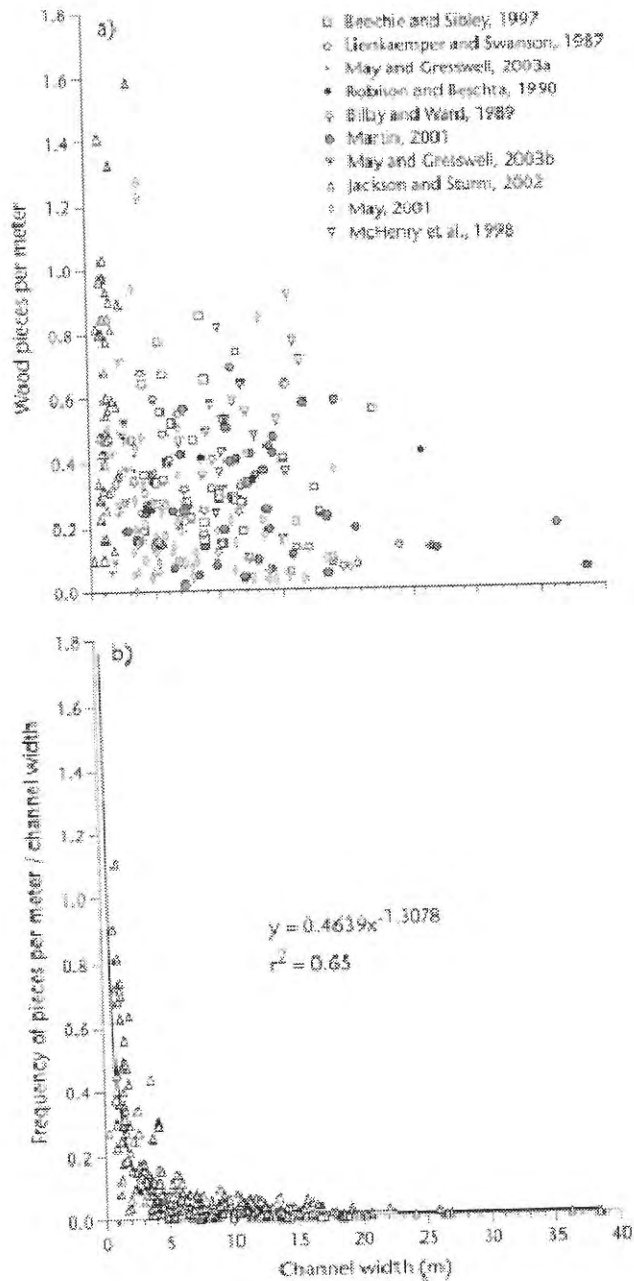 a)
Wood pieces per meter
1.8
1.6
1.4
1.2
1.0
0.8
0.6
0.4
0.2
0.0
Beechie and Sibley, 1997
Lienkaemper and Swanson, 1987
May and Gresswell, 2003a
Robison and Beschta, 1990
Bilby and Ward, 1989
Martin, 2001
May and Gresswell, 2003b
Jackson and Sturm, 2002
May, 2001
McHenry et al., 1998
b)
Frequency of pieces per meter / channel width
1.8
1.6
1.4
1.2
1.0
0.8
0.6
0.4
0.2
0.0
y = 0.4639x^-1.3078
r² = 0.65
0 5 10 15 20 25 30 35 40
Channel width (m)